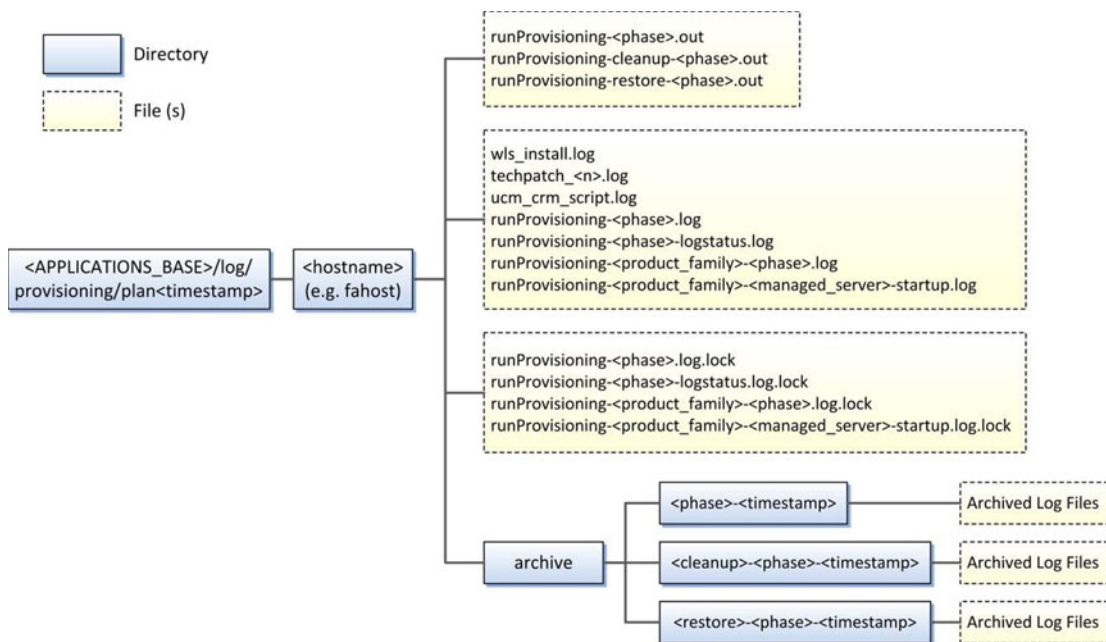 Directory
File (s)
<APPLICATIONS_BASE>/log/
provisioning/plan<timestamp>
<hostname>
(e.g. fahost)
runProvisioning-<phase>.out
runProvisioning-cleanup-<phase>.out
runProvisioning-restore-<phase>.out
wls_install.log
techpatch_<n>.log
ucm_crm_script.log
runProvisioning-<phase>.log
runProvisioning-<phase>-logstatus.log
runProvisioning-<product_family>-<phase>.log
runProvisioning-<product_family>-<managed_server>-startup.log
runProvisioning-<phase>.log.lock
runProvisioning-<phase>-logstatus.log.lock
runProvisioning-<product_family>-<phase>.log.lock
runProvisioning-<product_family>-<managed_server>-startup.log.lock
archive
<phase>-<timestamp>
Archived Log Files
<cleanup>-<phase>-<timestamp>
Archived Log Files
<restore>-<phase>-<timestamp>
Archived Log Files